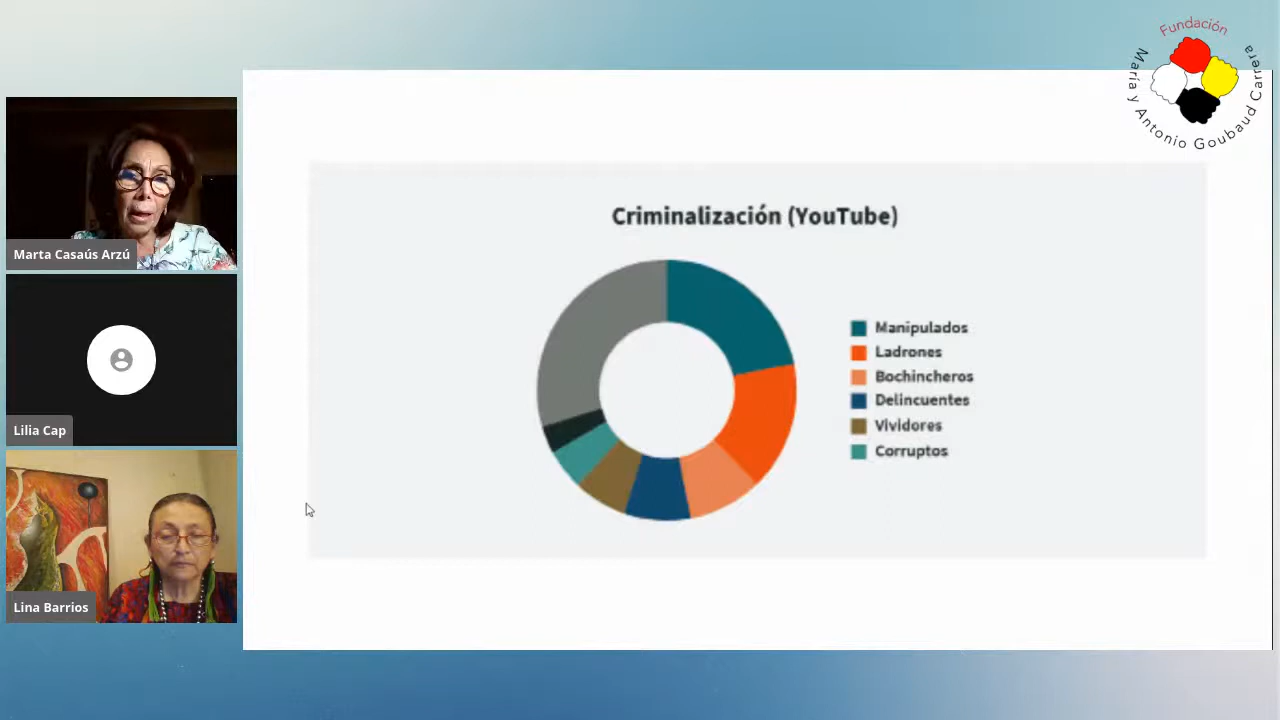 Fundación
María y Antonio Goubaud Carrera
Marta Casaús Arzú
Lilia Cap
Lina Barrios
Criminalización (YouTube)
Manipulados
Ladrones
Bochincheros
Delincuentes
Vividores
Corruptos